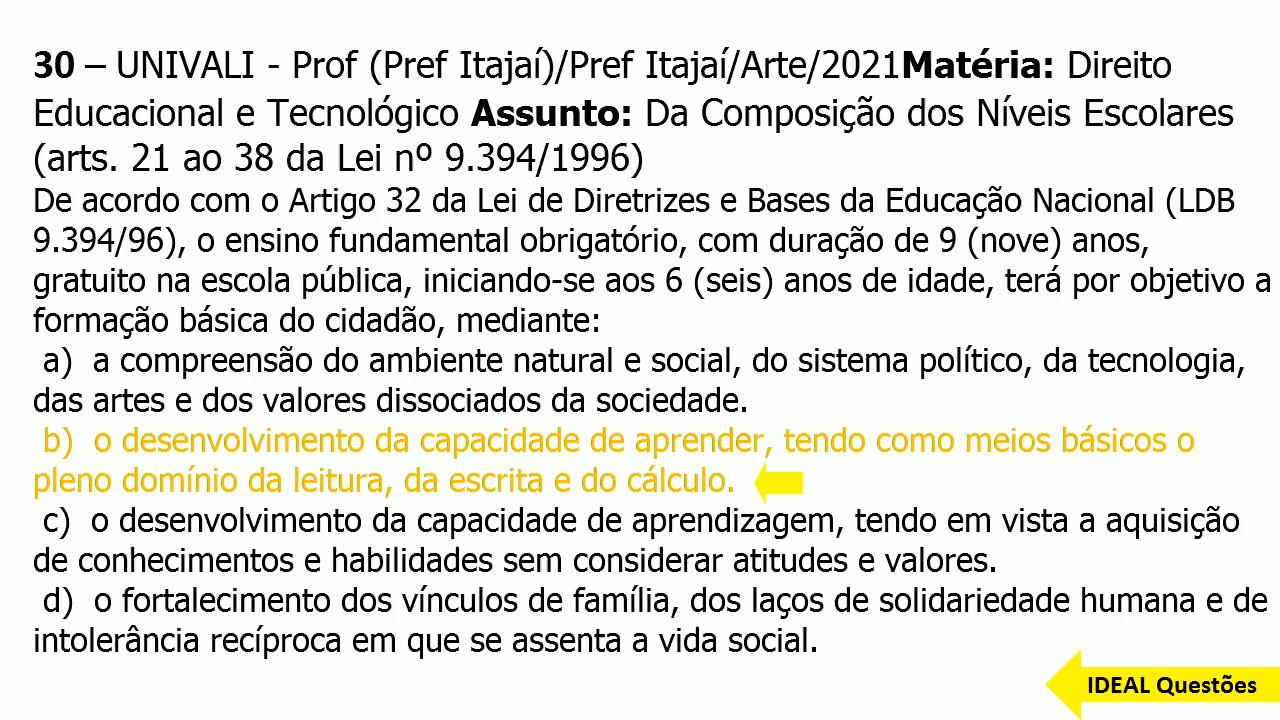 30 – UNIVALI - Prof (Pref Itajaí)/Pref Itajaí/Arte/2021Matéria: Direito
Educacional e Tecnológico Assunto: Da Composição dos Níveis Escolares
(arts. 21 ao 38 da Lei nº 9.394/1996)
De acordo com o Artigo 32 da Lei de Diretrizes e Bases da Educação Nacional (LDB
9.394/96), o ensino fundamental obrigatório, com duração de 9 (nove) anos,
gratuito na escola pública, iniciando-se aos 6 (seis) anos de idade, terá por objetivo a
formação básica do cidadão, mediante:
a) a compreensão do ambiente natural e social, do sistema político, da tecnologia,
das artes e dos valores dissociados da sociedade.
b) o desenvolvimento da capacidade de aprender, tendo como meios básicos o
pleno domínio da leitura, da escrita e do cálculo.
c) o desenvolvimento da capacidade de aprendizagem, tendo em vista a aquisição
de conhecimentos e habilidades sem considerar atitudes e valores.
d) o fortalecimento dos vínculos de família, dos laços de solidariedade humana e de
intolerância recíproca em que se assenta a vida social.
IDEAL Questões